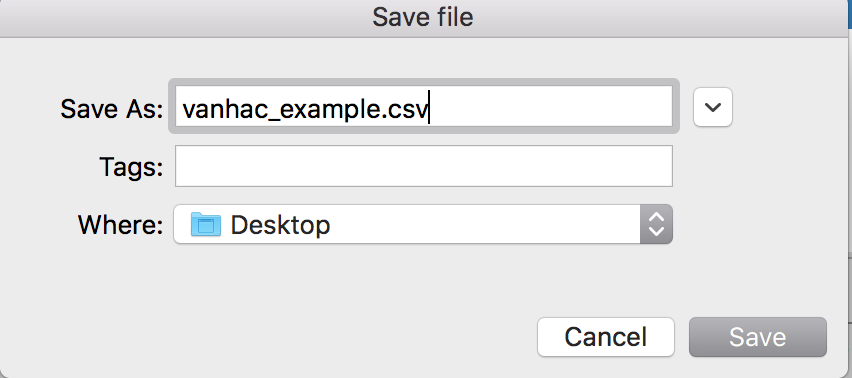 Save file
Save As: vanhac_example.csv
Tags:
Where: Desktop
Cancel Save